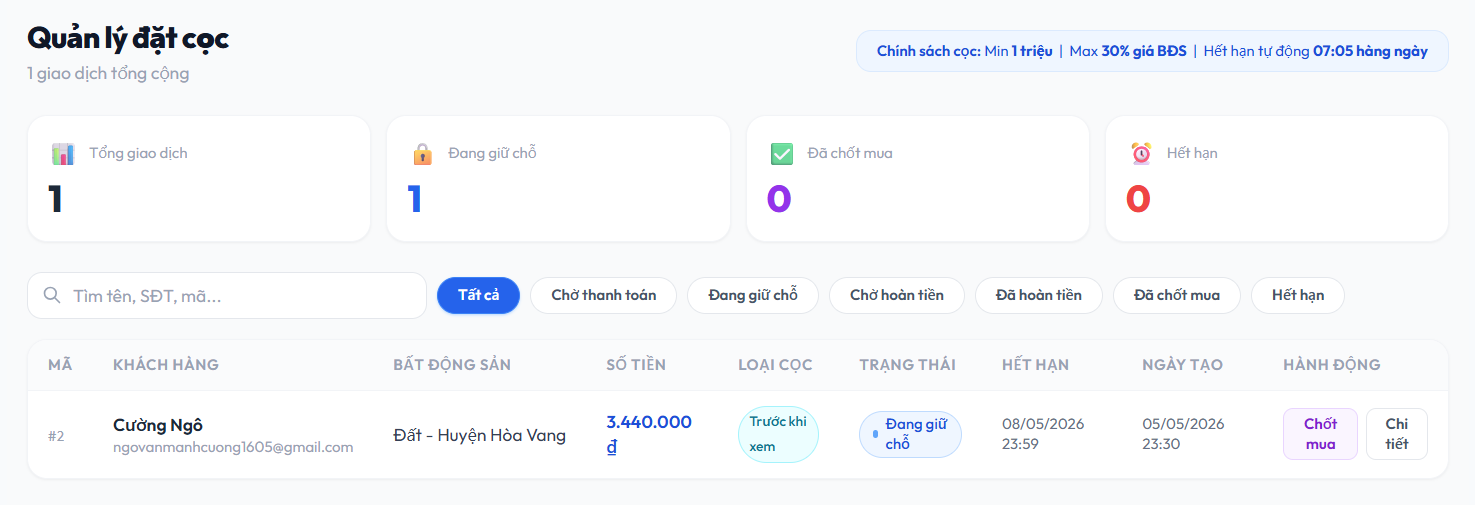 Quản lý đặt cọc
1 giao dịch tổng cộng
Chính sách cọc: Min 1 triệu | Max 30% giá BĐS | Hết hạn tự động 07:05 hàng ngày
Tổng giao dịch
1
Đang giữ chỗ
1
Đã chốt mua
0
Hết hạn
0
Tìm tên, SĐT, mã...
Tất cả
Chờ thanh toán
Đang giữ chỗ
Chờ hoàn tiền
Đã hoàn tiền
Đã chốt mua
Hết hạn
MÃ KHÁCH HÀNG BẤT ĐỘNG SẢN SỐ TIỀN LOẠI CỌC TRẠNG THÁI HẾT HẠN NGÀY TẠO HÀNH ĐỘNG
#2
Cường Ngô
ngovanmanhcuong1605@gmail.com
Đất - Huyện Hòa Vang
3.440.000
₫
Trước khi
xem
Đang giữ
chỗ
08/05/2026
23:59
05/05/2026
23:30
Chốt
mua
Chi
tiết